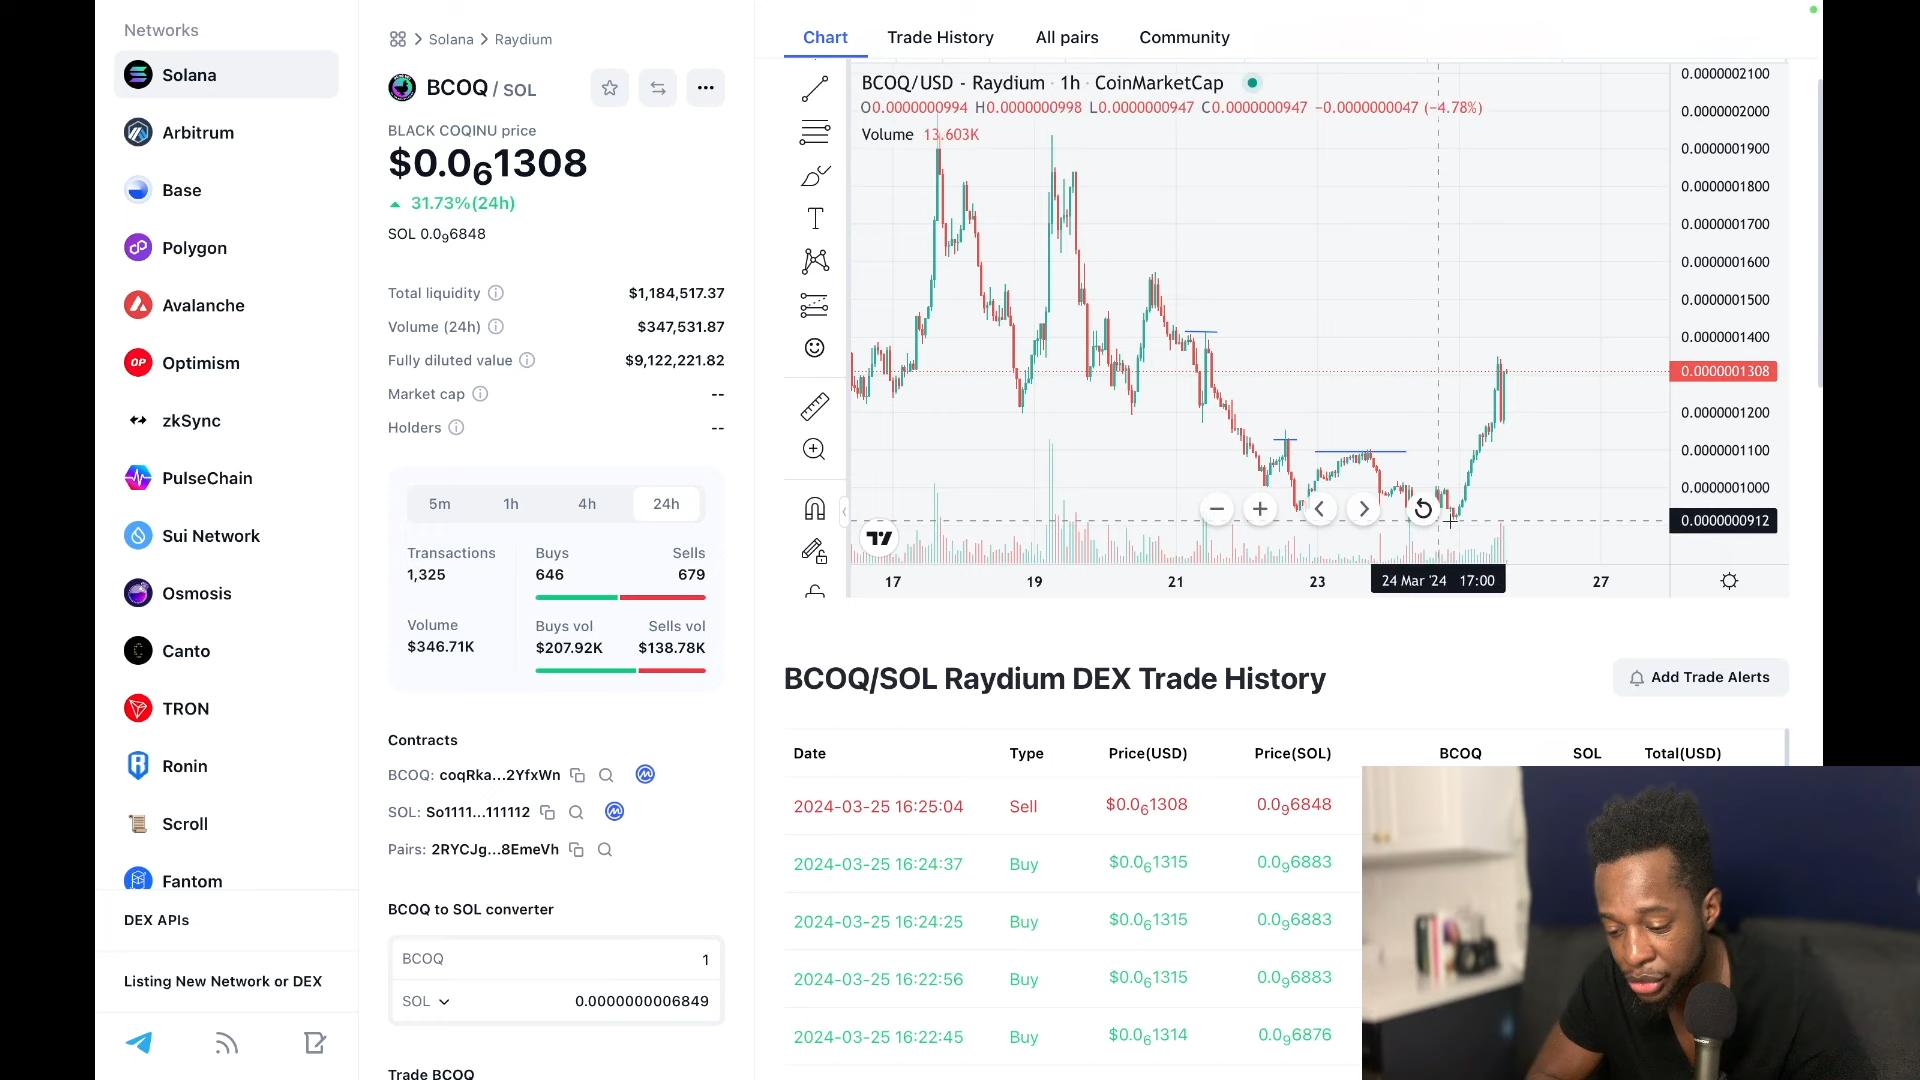 Networks
Solana
Arbitrum
Base
Polygon
Avalanche
OP
Optimism
zkSync
PulseChain
Sui Network
Osmosis
Canto
TRON
Ronin
Scroll
Fantom
DEX APIs
Listing New Network or DEX
Solana > Raydium
BCOQ / SOL
BLACK COQINU price
$0.0₆1308
31.73%(24h)
SOL 0.0₉6848
Total liquidity $1,184,517.37
Volume (24h) $347,531.87
Fully diluted value $9,122,221.82
Market cap --
Holders --
5m 1h 4h 24h
Transactions Buys Sells
1,325 646 679
Volume Buys vol Sells vol
$346.71K $207.92K $138.78K
Contracts
BCOQ: coqRka...2YfxWn
SOL: So1111...111112
Pairs: 2RYCJg...8EmeVh
BCOQ to SOL converter
BCOQ 1
SOL 0.0000000006849
Trade BCOQ
Chart Trade History All pairs Community
BCOQ/USD - Raydium · 1h · CoinMarketCap
O0.0000000994 H0.0000000998 L0.0000000947 C0.0000000947 −0.0000000047 (−4.78%)
Volume 13.603K
0.0000002100
0.0000002000
0.0000001900
0.0000001800
0.0000001700
0.0000001600
0.0000001500
0.0000001400
0.0000001308
0.0000001200
0.0000001100
0.0000001000
0.0000000912
17 19 21 23 24 Mar '24 17:00 27
BCOQ/SOL Raydium DEX Trade History
Add Trade Alerts
Date Type Price(USD) Price(SOL) BCOQ SOL Total(USD)
2024-03-25 16:25:04 Sell $0.0₆1308 0.0₉6848
2024-03-25 16:24:37 Buy $0.0₆1315 0.0₉6883
2024-03-25 16:24:25 Buy $0.0₆1315 0.0₉6883
2024-03-25 16:22:56 Buy $0.0₆1315 0.0₉6883
2024-03-25 16:22:45 Buy $0.0₆1314 0.0₉6876